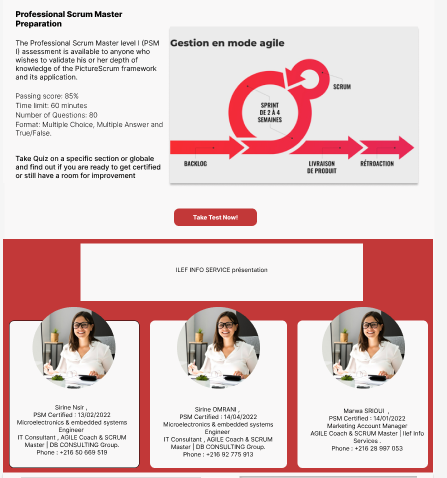 Professional Scrum Master
Preparation
The Professional Scrum Master level I (PSM
I) assessment is available to anyone who
wishes to validate his or her depth of
knowledge of the PictureScrum framework
and its application.
Passing score: 85%
Time limit: 60 minutes
Number of Questions: 80
Format: Multiple Choice, Multiple Answer and
True/False.
Take Quiz on a specific section or globale
and find out if you are ready to get certified
or still have a room for improvement
Gestion en mode agile
SCRUM
SPRINT
DE 2 À 4
SEMAINES
BACKLOG
LIVRAISON
DE PRODUIT
RÉTROACTION
Take Test Now!
ILEF INFO SERVICE présentation
Sirine Nsir ,
PSM Certified : 13/02/2022
Microelectronics & embedded systems
Engineer
IT Consultant , AGILE Coach & SCRUM
Master | DB CONSULTING Group.
Phone : +216 50 669 519
Sirine OMRANI ,
PSM Certified : 14/04/2022
Microelectronics & embedded systems
Engineer
IT Consultant , AGILE Coach & SCRUM
Master | DB CONSULTING Group.
Phone : +216 92 775 913
Marwa SRIOUI ,
PSM Certified : 14/01/2022
Marketing Account Manager
AGILE Coach & SCRUM Master | Ilef Info
Services .
Phone : +216 28 997 053